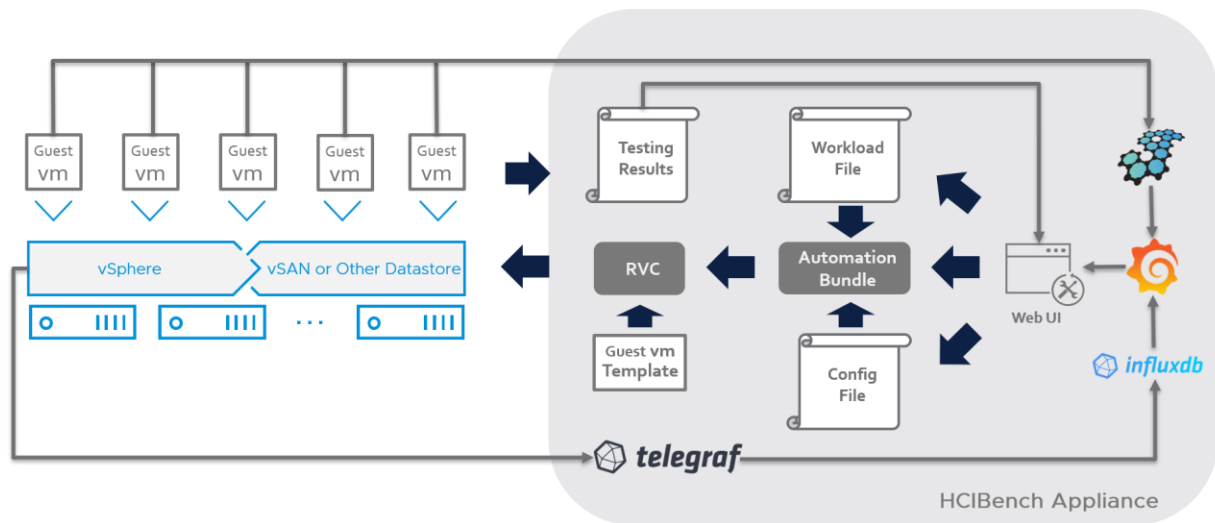 Guest
vm
Guest
vm
Guest
vm
Guest
vm
Guest
vm
Testing
Results
Workload
File
vSphere
vSAN or Other Datastore
RVC
Automation
Bundle
Web UI
Guest vm
Template
Config
File
influxdb
telegraf
HCIBench Appliance